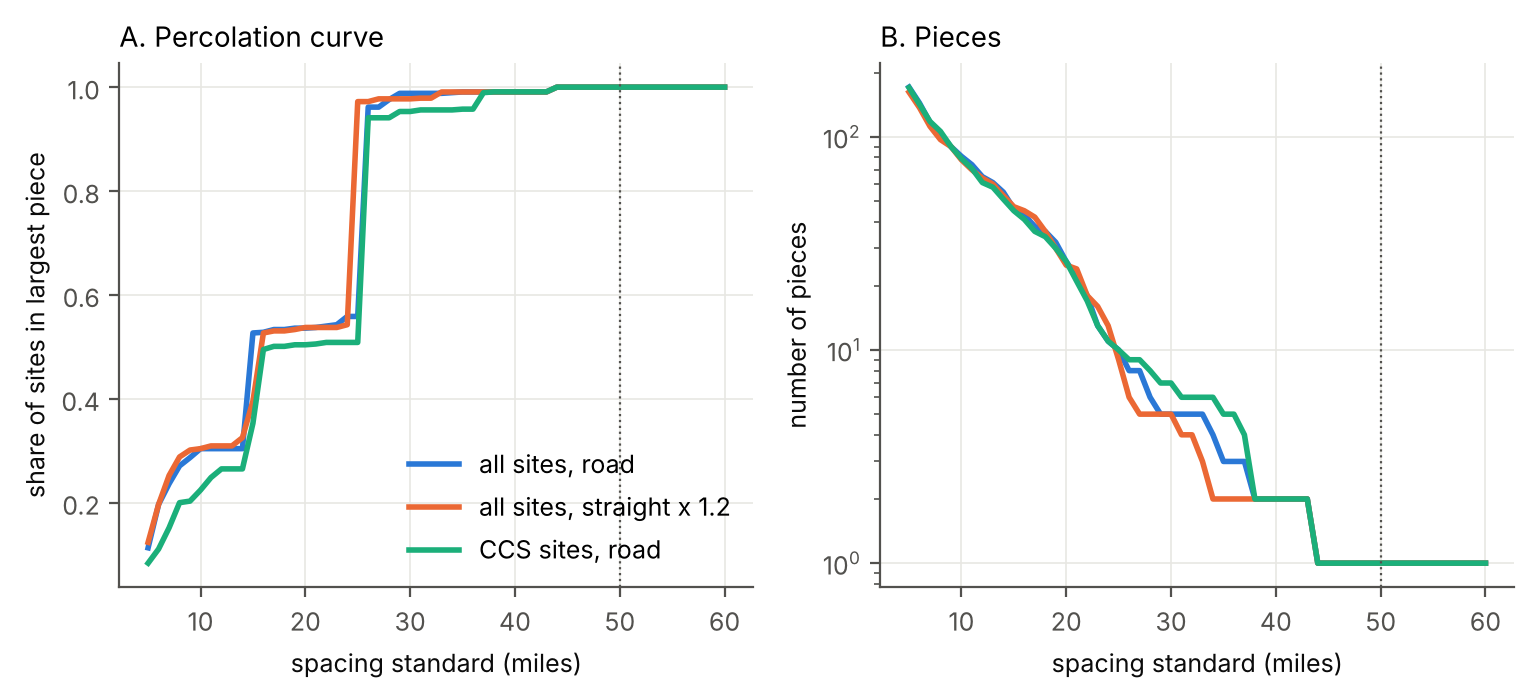 A. Percolation curve
share of sites in largest piece
1.0
0.8
0.6
0.4
0.2
all sites, road
all sites, straight x 1.2
CCS sites, road
10 20 30 40 50 60
spacing standard (miles)
B. Pieces
number of pieces
10²
10¹
10⁰
10 20 30 40 50 60
spacing standard (miles)